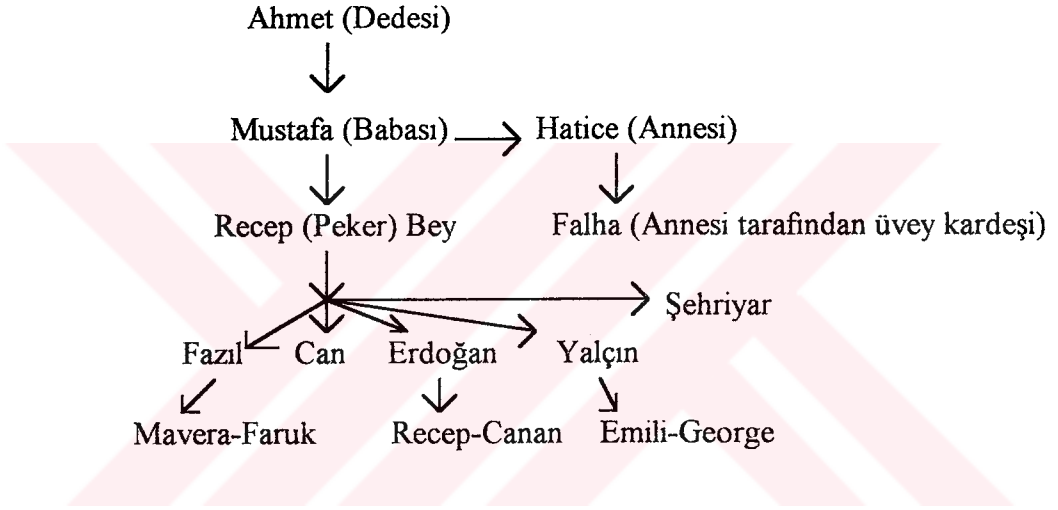 Ahmet (Dedesi)
Mustafa (Babası) Hatice (Annesi)
Recep (Peker) Bey Falha (Annesi tarafından üvey kardeşi)
Şehriyar
Fazıl Can Erdoğan Yalçın
Mavera-Faruk Recep-Canan Emili-George